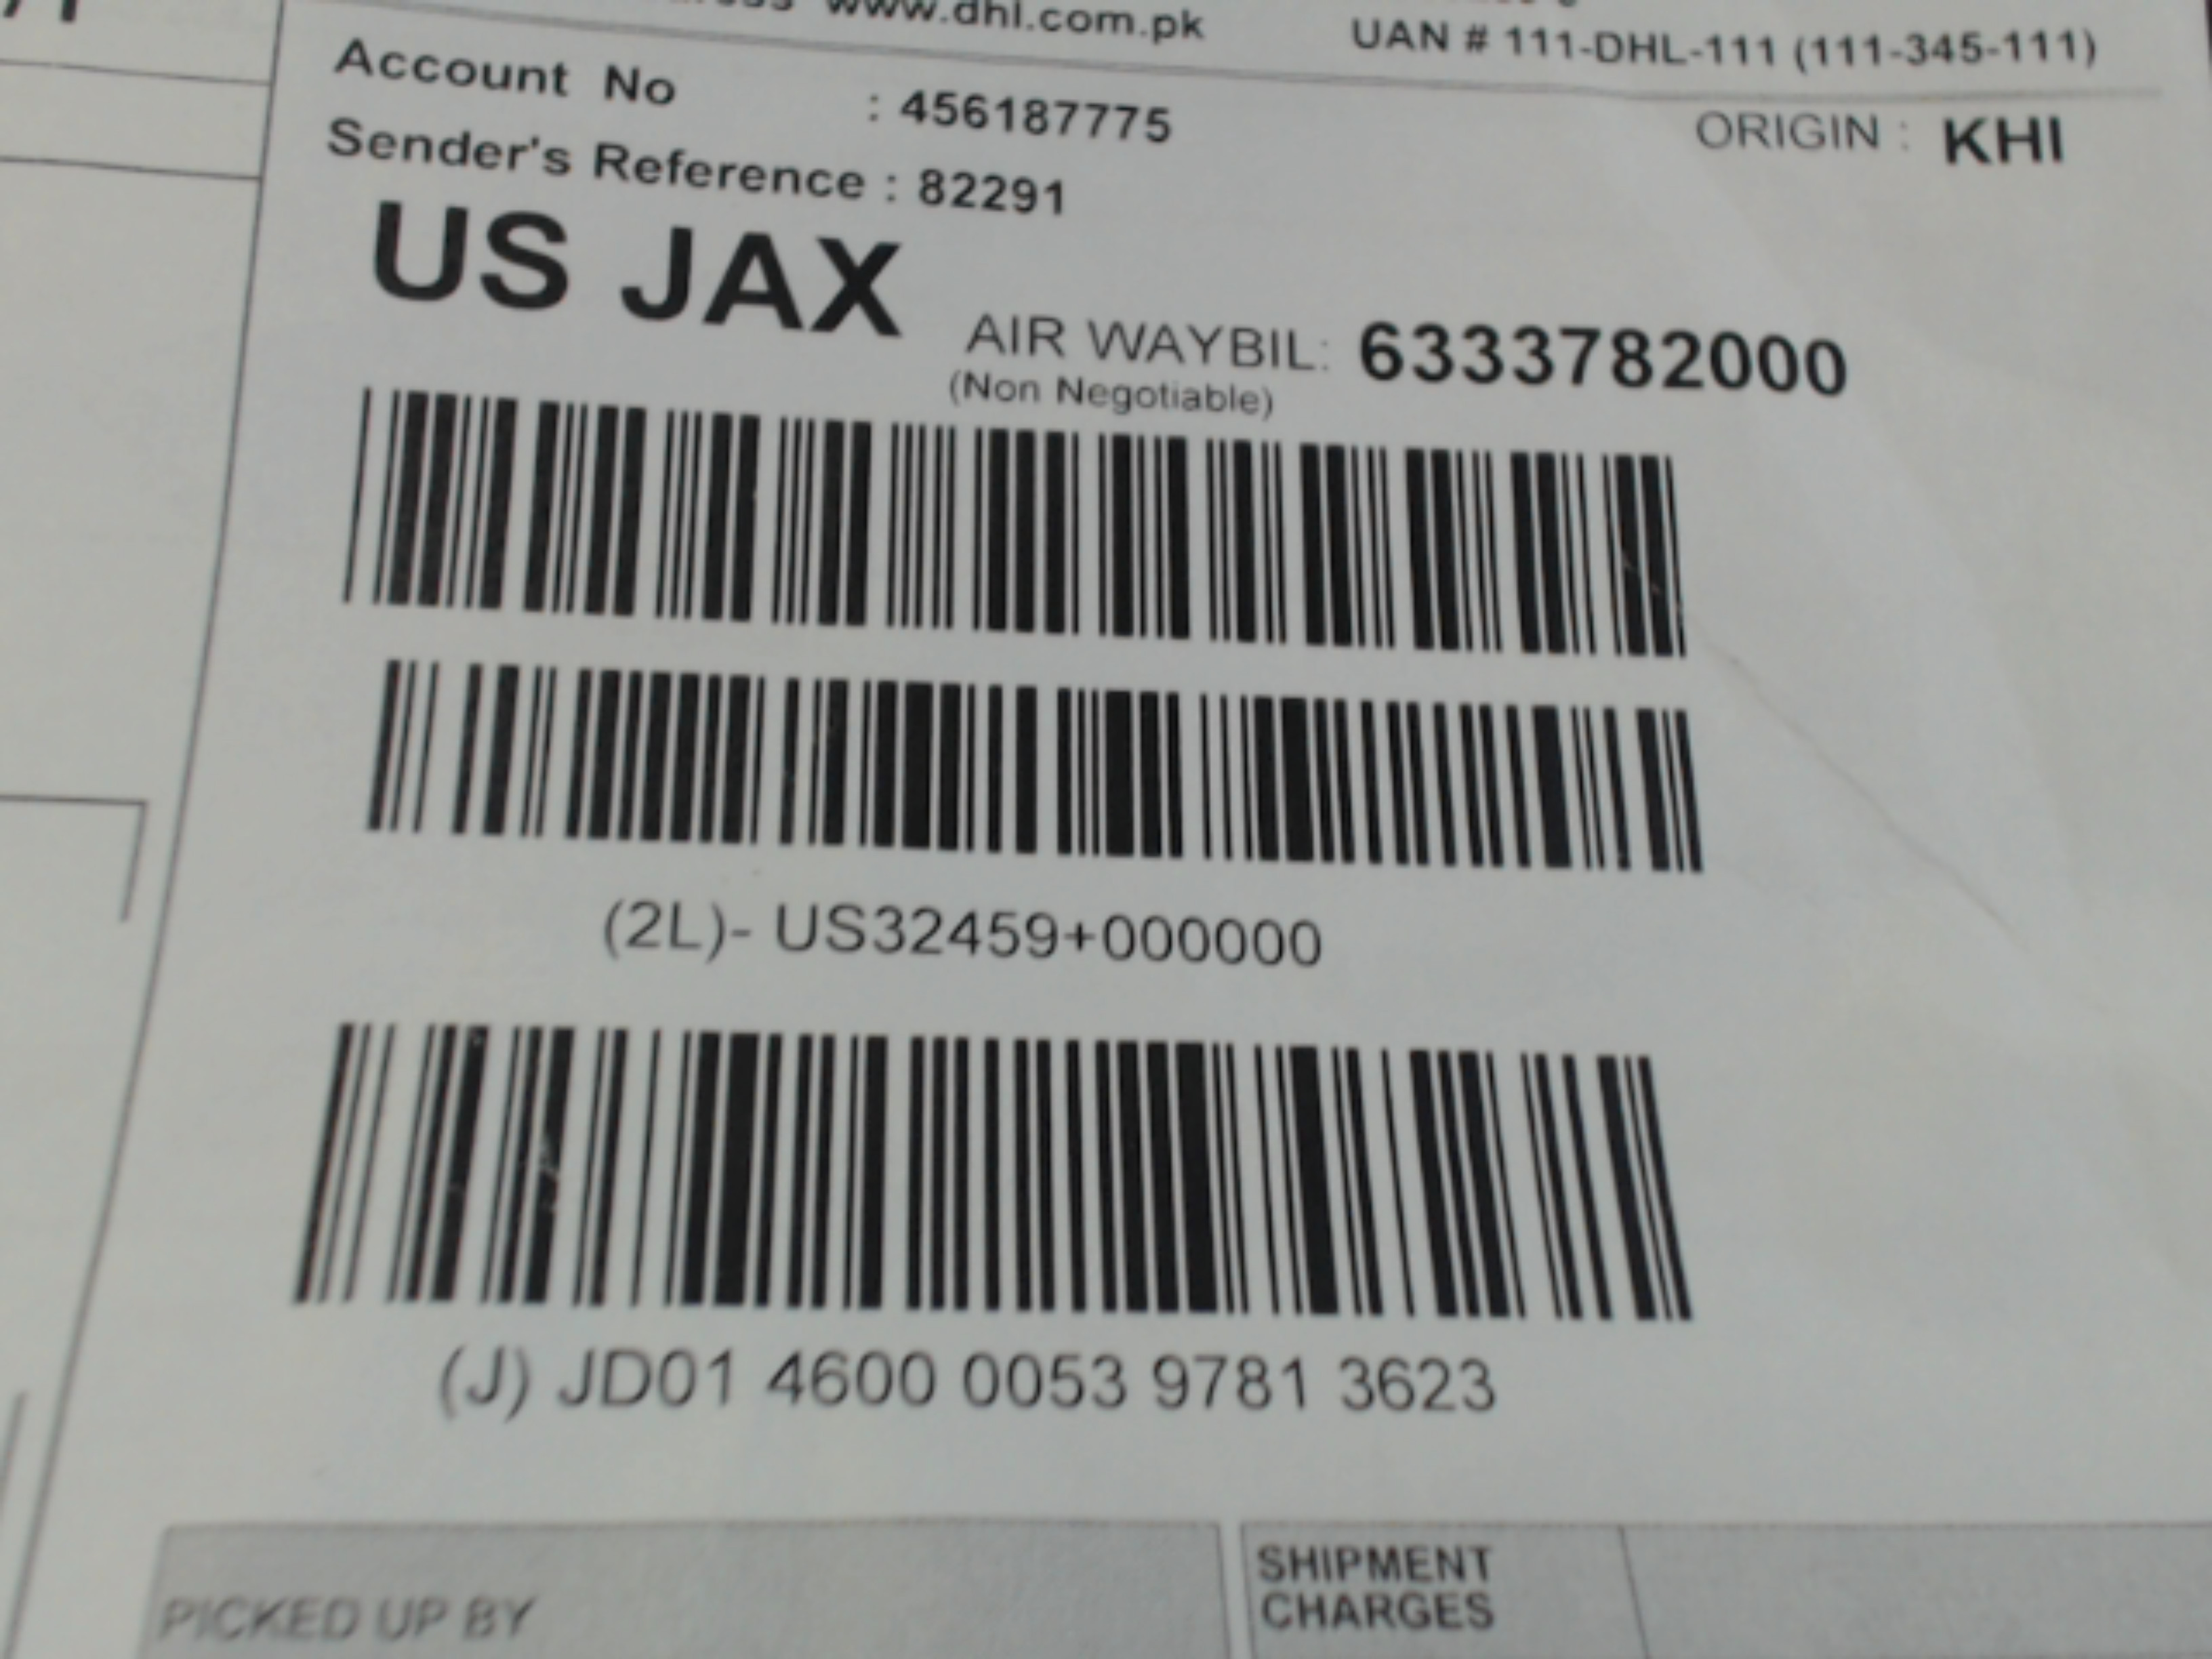 www.dhl.com.pk
UAN # 111-DHL-111 (111-345-111)
Account No : 456187775
ORIGIN : KHI
Sender's Reference : 82291
US JAX
AIR WAYBIL: 6333782000
(Non Negotiable)
(2L)- US32459+000000
(J) JD01 4600 0053 9781 3623
PICKED UP BY
SHIPMENT
CHARGES